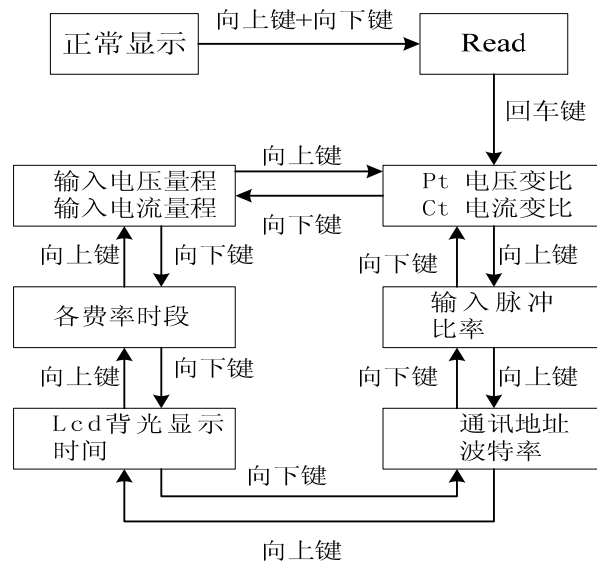 正常显示
向上键+向下键
Read
回车键
输入电压量程
输入电流量程
向上键
向下键
Pt 电压变比
Ct 电流变比
向上键
向下键
向下键
向上键
各费率时段
输入脉冲
比率
向上键
向下键
向下键
向上键
Lcd背光显示
时间
通讯地址
波特率
向下键
向上键